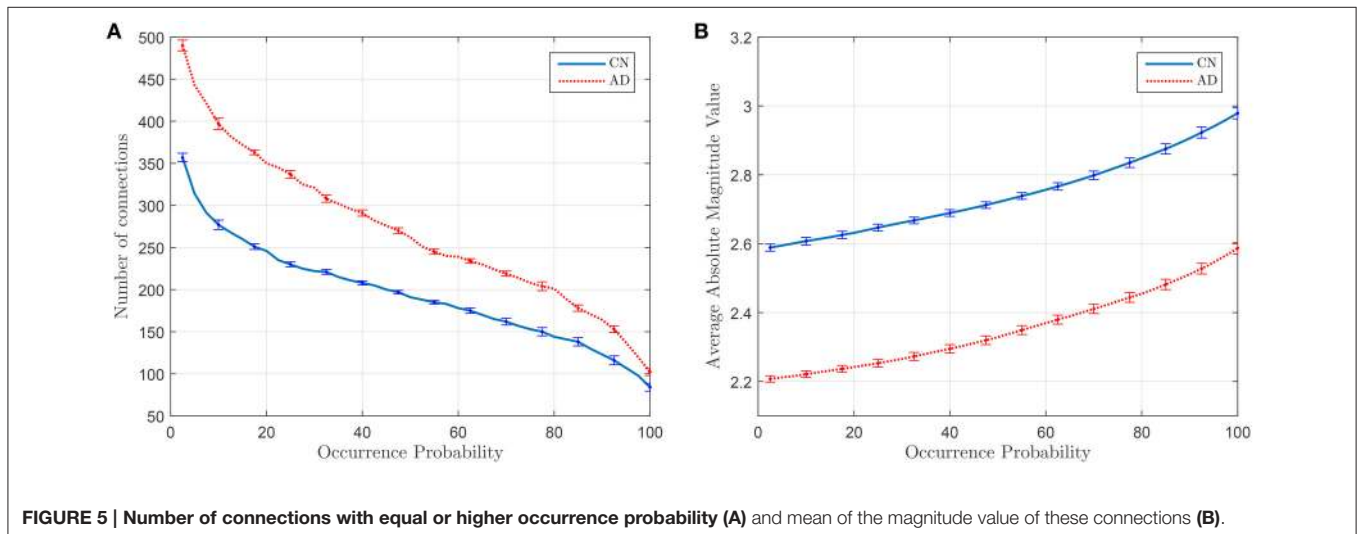 A
500
450
400
350
300
250
200
150
100
50
Number of connections
0
20
40
60
80
100
Occurrence Probability
CN
AD
B
3.2
3
2.8
2.6
2.4
2.2
Average Absolute Magnitude Value
0
20
40
60
80
100
Occurrence Probability
CN
AD
FIGURE 5 | Number of connections with equal or higher occurrence probability (A) and mean of the magnitude value of these connections (B).